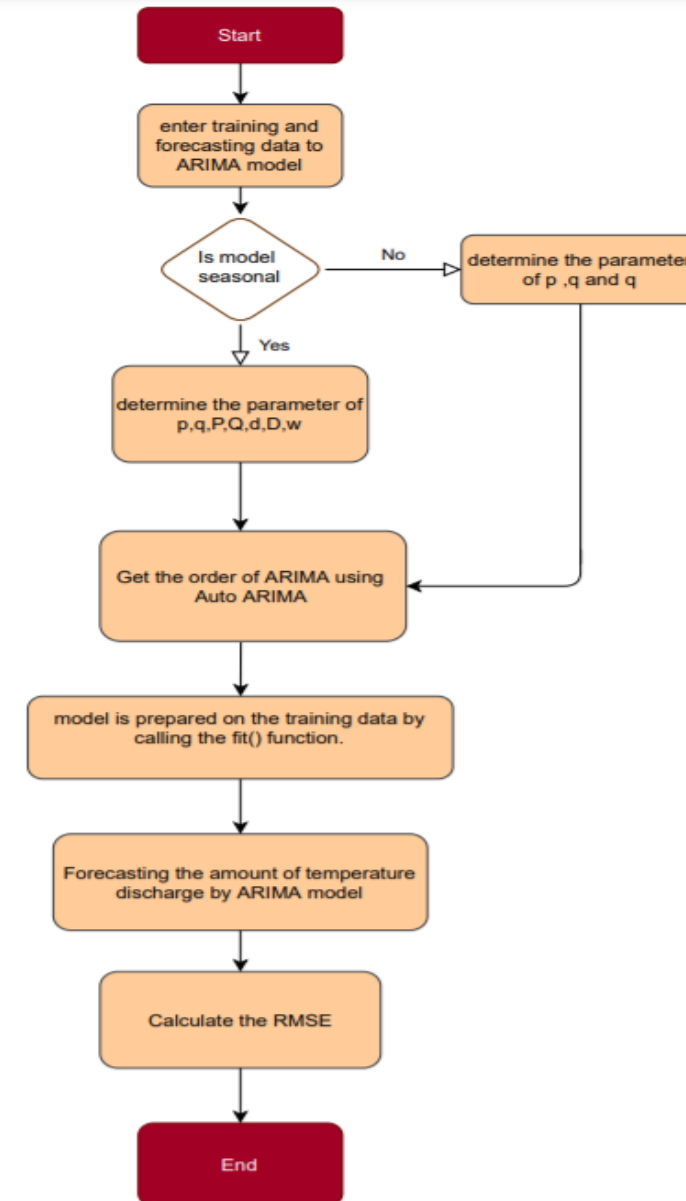 Start
enter training and
forecasting data to
ARIMA model
Is model
seasonal
No
determine the parameter
of p ,q and q
Yes
determine the parameter of
p,q,P,Q,d,D,w
Get the order of ARIMA using
Auto ARIMA
model is prepared on the training data by
calling the fit() function.
Forecasting the amount of temperature
discharge by ARIMA model
Calculate the RMSE
End